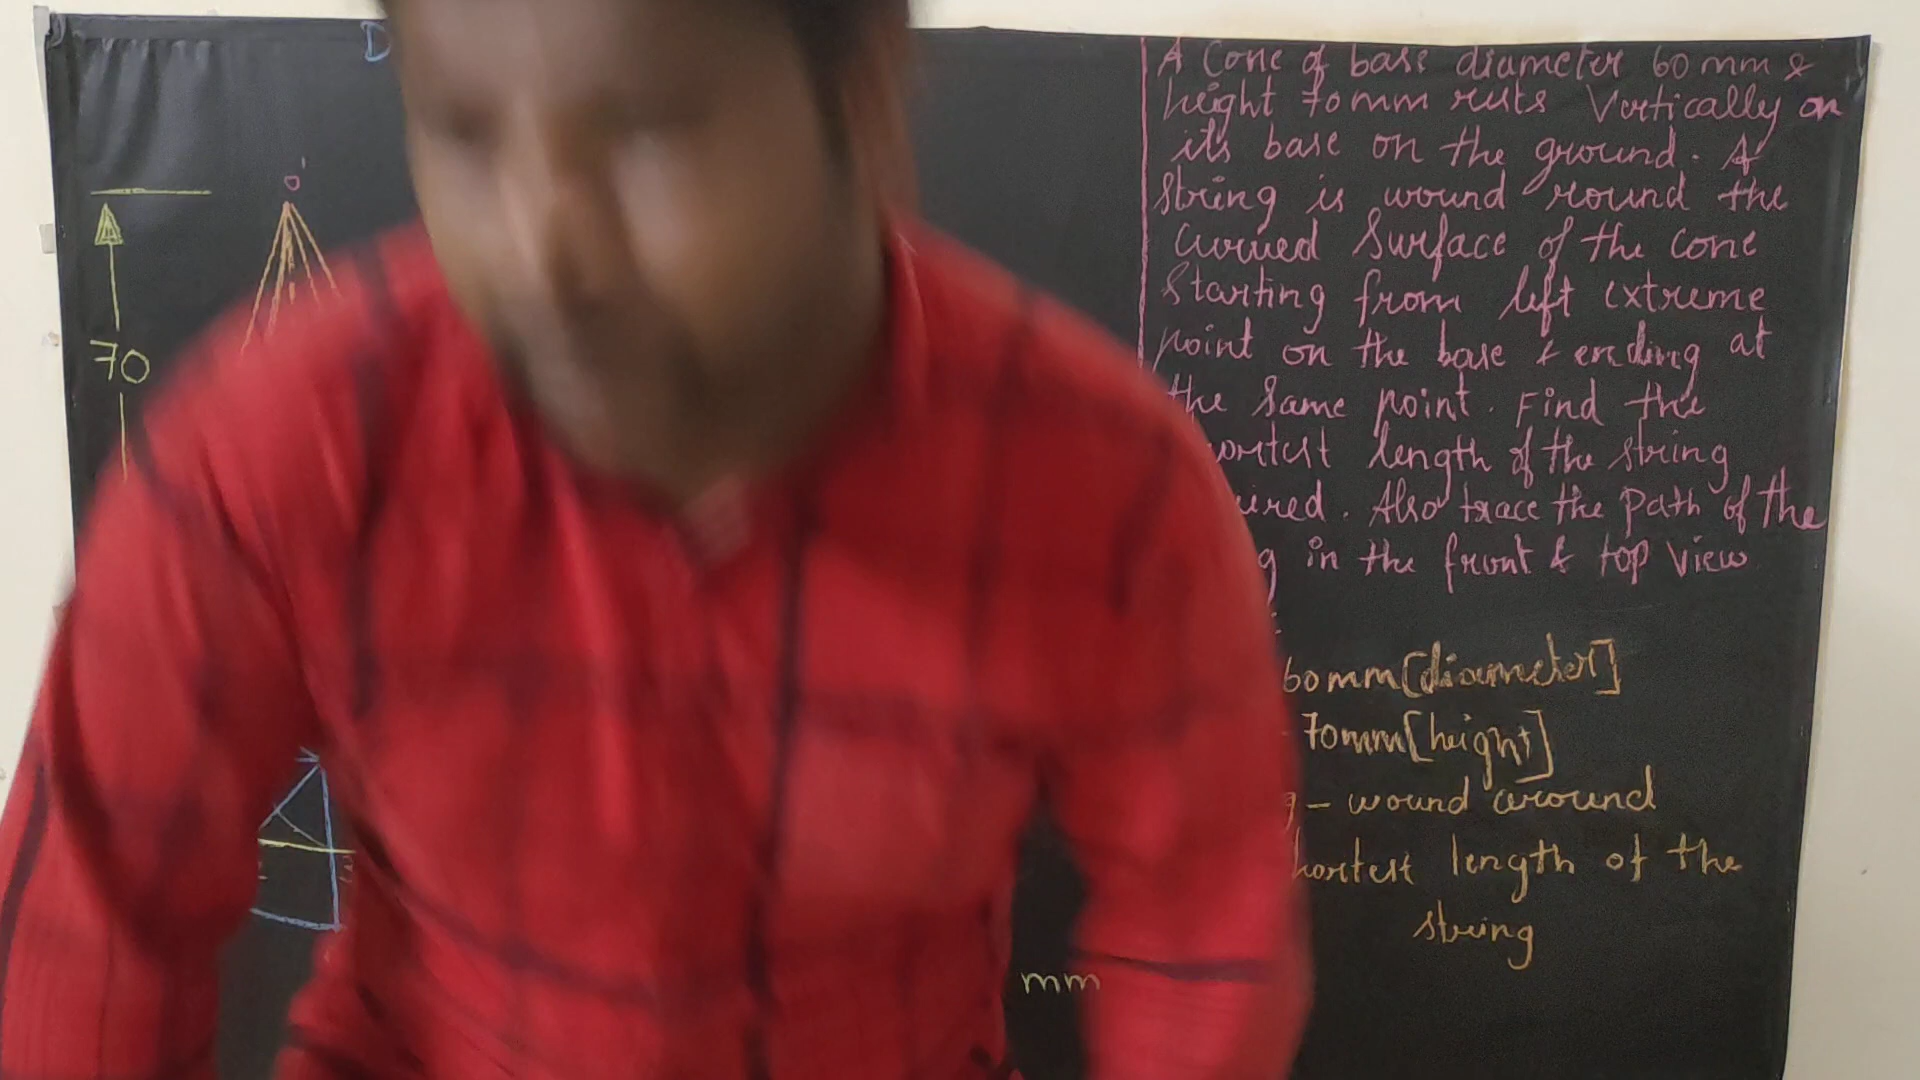 D
o'
70
A Cone of base diameter 60 mm &
height 70mm rests Vertically on
its base on the ground. A
string is wound round the
curved Surface of the cone
Starting from left extreme
point on the base & ending at
the Same point. Find the
ortest length of the string
uired. Also trace the path of the
g in the front & top view
60mm [diameter]
70mm [height]
g - wound around
hortest length of the
string
mm